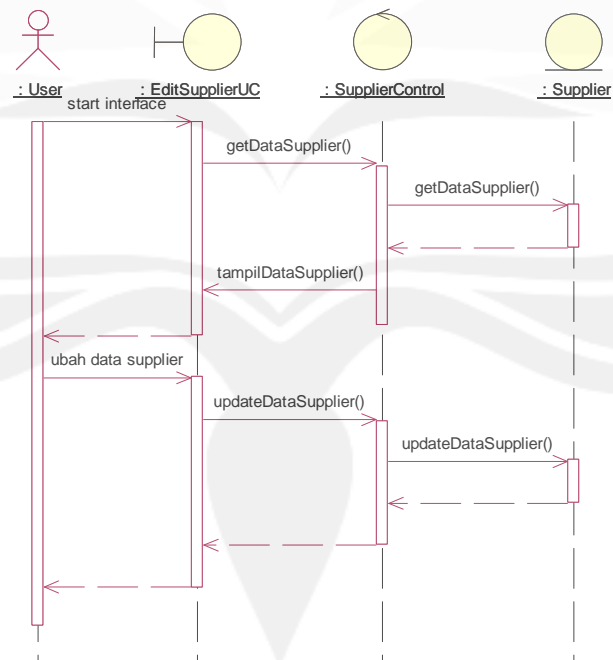 : User
: EditSupplierUC
: SupplierControl
: Supplier
start interface
getDataSupplier()
getDataSupplier()
tampilDataSupplier()
ubah data supplier
updateDataSupplier()
updateDataSupplier()